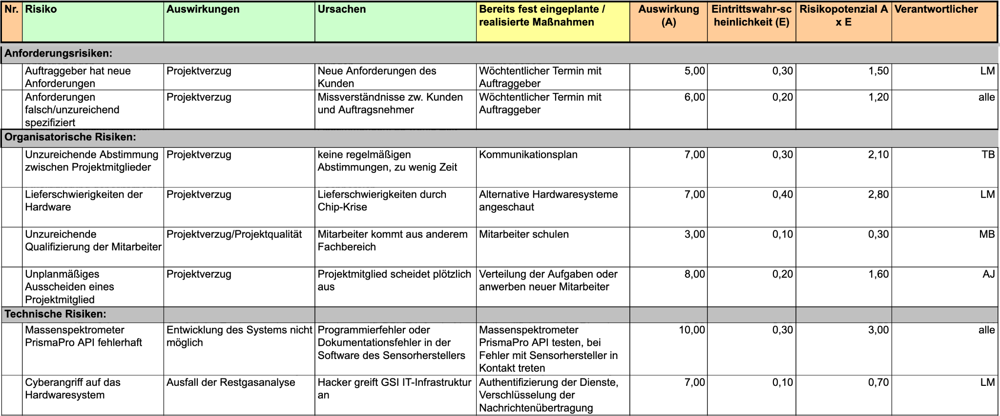 Nr. Risiko Auswirkungen Ursachen Bereits fest eingeplante / Auswirkung Eintrittswahr-sc Risikopotenzial A Verantwortlicher
realisierte Maßnahmen (A) heinlichkeit (E) x E
Anforderungsrisiken:
Auftraggeber hat neue Projektverzug Neue Anforderungen des Wöchtentlicher Termin mit 5,00 0,30 1,50 LM
Anforderungen Kunden Auftraggeber
Anforderungen Projektverzug Missverständnisse zw. Kunden Wöchtentlicher Termin mit 6,00 0,20 1,20 alle
falsch/unzureichend und Auftragsnehmer Auftraggeber
spezifiziert
Organisatorische Risiken:
Unzureichende Abstimmung Projektverzug keine regelmäßigen Kommunikationsplan 7,00 0,30 2,10 TB
zwischen Projektmitglieder Abstimmungen, zu wenig Zeit
Lieferschwierigkeiten der Projektverzug Lieferschwierigkeiten durch Alternative Hardwaresysteme 7,00 0,40 2,80 LM
Hardware Chip-Krise angeschaut
Unzureichende Projektverzug/Projektqualität Mitarbeiter kommt aus anderem Mitarbeiter schulen 3,00 0,10 0,30 MB
Qualifizierung der Mitarbeiter Fachbereich
Unplanmäßiges Projektverzug Projektmitglied scheidet plötzlich Verteilung der Aufgaben oder 8,00 0,20 1,60 AJ
Ausscheiden eines aus anwerben neuer Mitarbeiter
Projektmitglied
Technische Risiken:
Massenspektrometer Entwicklung des Systems nicht Programmierfehler oder Massenspektrometer 10,00 0,30 3,00 alle
PrismaPro API fehlerhaft möglich Dokumentationsfehler in der PrismaPro API testen, bei
Software des Sensorherstellers Fehler mit Sensorhersteller in
Kontakt treten
Cyberangriff auf das Ausfall der Restgasanalyse Hacker greift GSI IT-Infrastruktur Authentifizierung der Dienste, 7,00 0,10 0,70 LM
Hardwaresystem an Verschlüsselung der
Nachrichtenübertragung